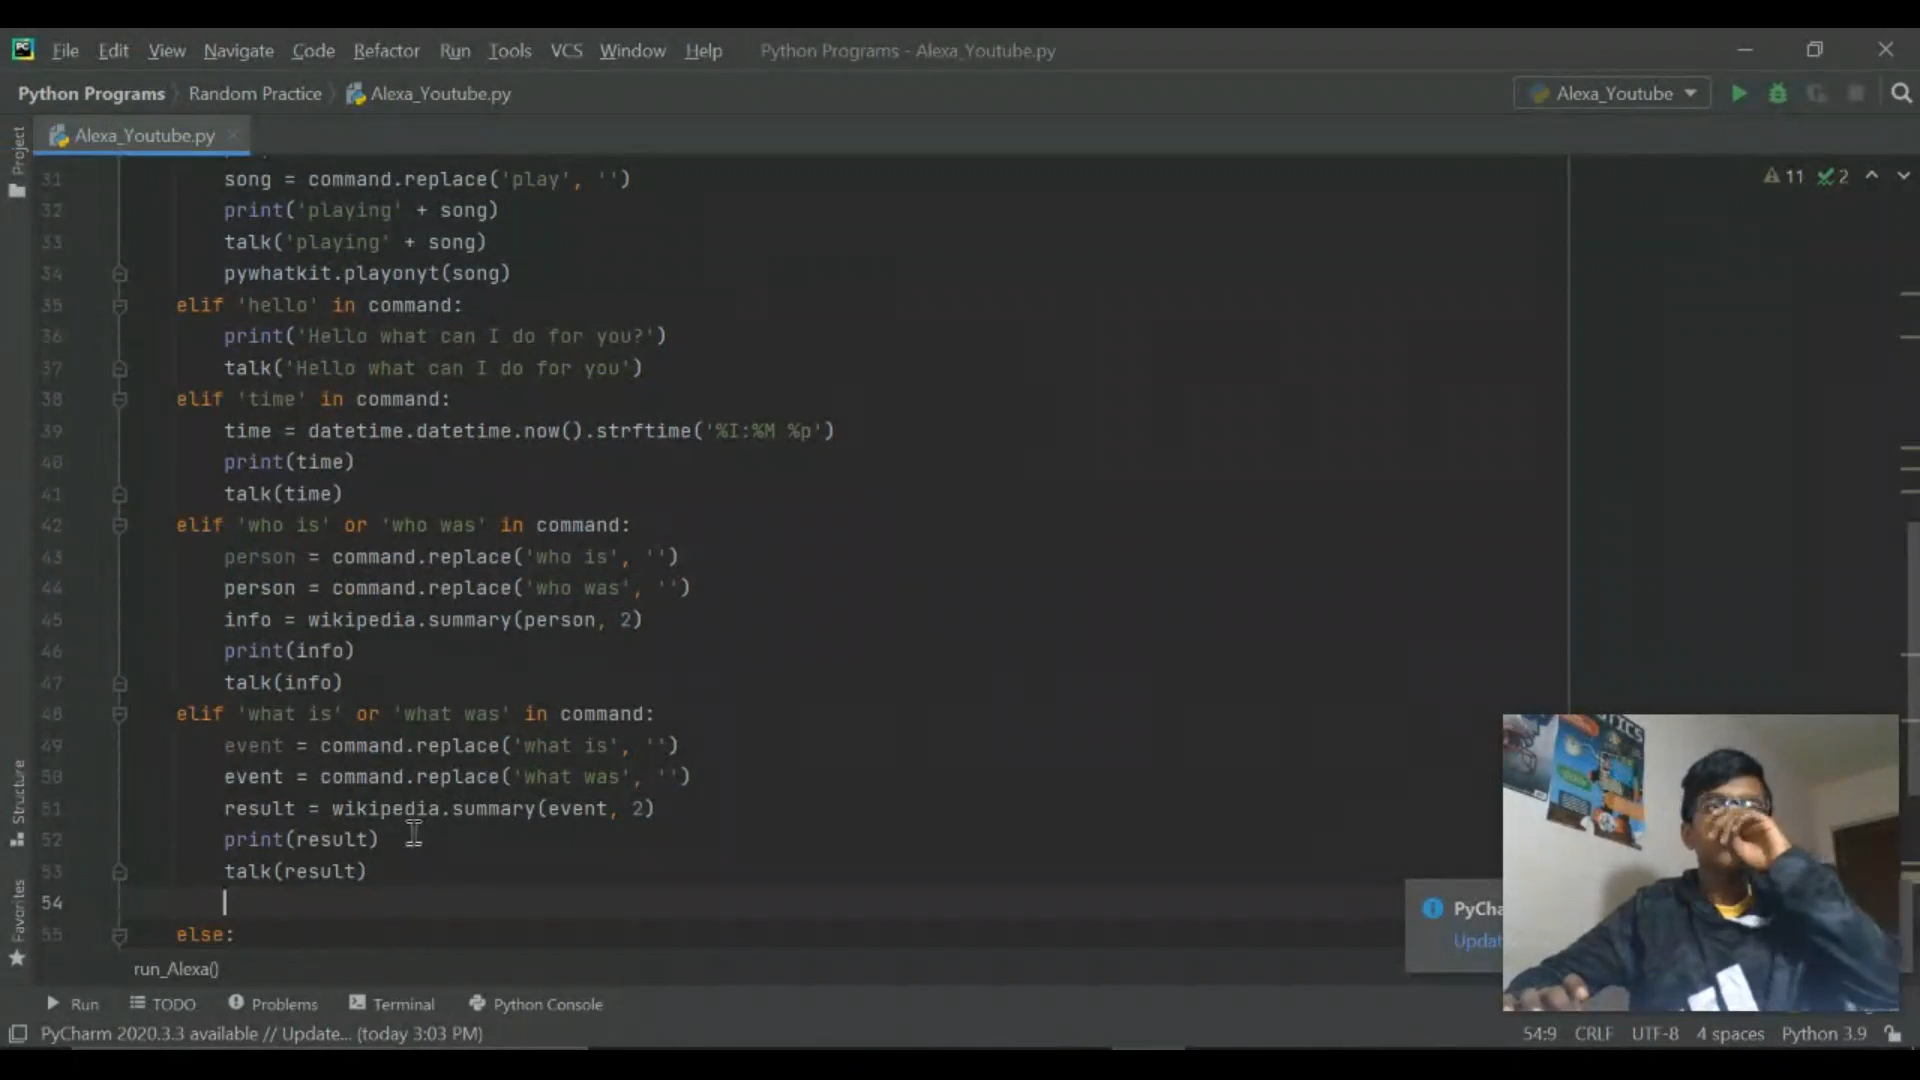 File Edit View Navigate Code Refactor Run Tools VCS Window Help Python Programs - Alexa_Youtube.py
Python Programs Random Practice Alexa_Youtube.py Alexa_Youtube
Project
Alexa_Youtube.py
11 2
31 song = command.replace('play', '')
32 print('playing' + song)
33 talk('playing' + song)
34 pywhatkit.playonyt(song)
35 elif 'hello' in command:
36 print('Hello what can I do for you?')
37 talk('Hello what can I do for you')
38 elif 'time' in command:
39 time = datetime.datetime.now().strftime('%I:%M %p')
40 print(time)
41 talk(time)
42 elif 'who is' or 'who was' in command:
43 person = command.replace('who is', '')
44 person = command.replace('who was', '')
45 info = wikipedia.summary(person, 2)
46 print(info)
47 talk(info)
48 elif 'what is' or 'what was' in command:
49 event = command.replace('what is', '')
50 event = command.replace('what was', '')
51 result = wikipedia.summary(event, 2)
52 print(result)
53 talk(result)
54
55 else:
Structure
Favorites
PyCha
Updat
run_Alexa()
Run TODO Problems Terminal Python Console
PyCharm 2020.3.3 available // Update... (today 3:03 PM) 54:9 CRLF UTF-8 4 spaces Python 3.9